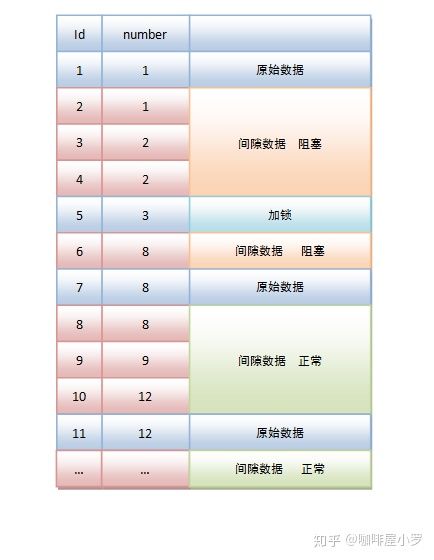 Id number
1 1 原始数据
2 1
3 2 间隙数据 阻塞
4 2
5 3 加锁
6 8 间隙数据 阻塞
7 8 原始数据
8 8
9 9 间隙数据 正常
10 12
11 12 原始数据
... ... 间隙数据 正常
知乎 @咖啡屋小罗